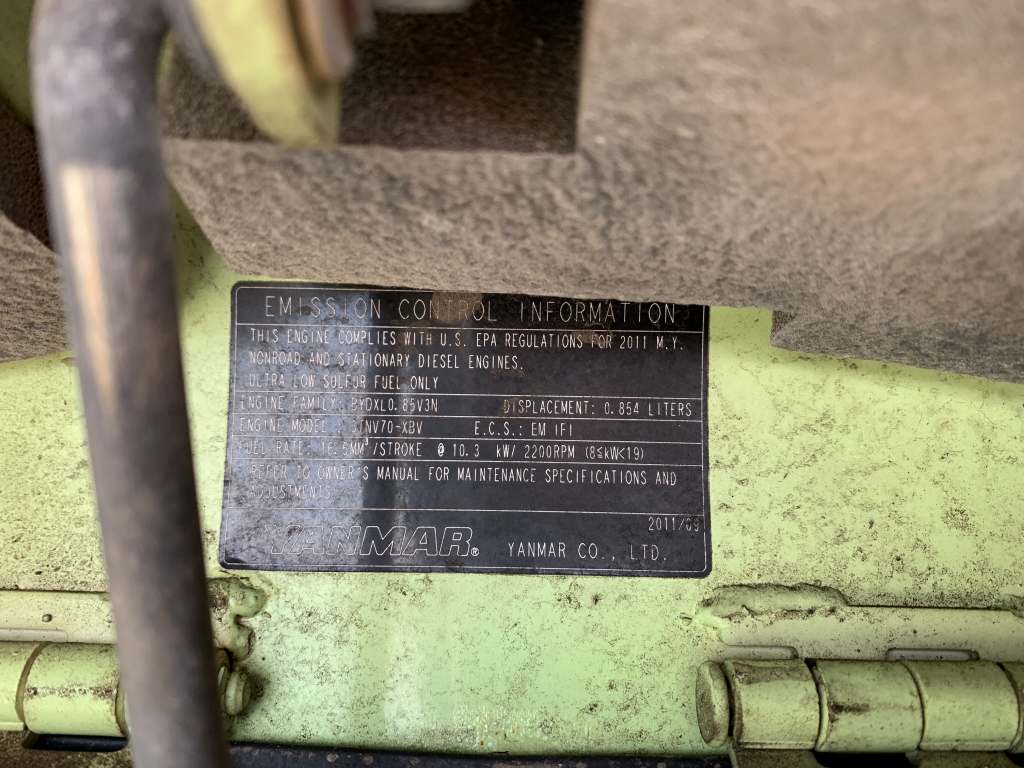 EMISSION CONTROL INFORMATION
THIS ENGINE COMPLIES WITH U.S. EPA REGULATIONS FOR 2011 M.Y.
NONROAD AND STATIONARY DIESEL ENGINES.
ULTRA LOW SULFUR FUEL ONLY
ENGINE FAMILY: BYDXL0.85V3N DISPLACEMENT: 0.854 LITERS
ENGINE MODEL: 3TNV70-XBV E.C.S.: EM IFI
FUEL RATE: 16.5MM³/STROKE @ 10.3 kW/ 2200RPM (8≤kW<19)
REFER TO OWNER'S MANUAL FOR MAINTENANCE SPECIFICATIONS AND
ADJUSTMENTS
2011/09
YANMAR® YANMAR CO., LTD.